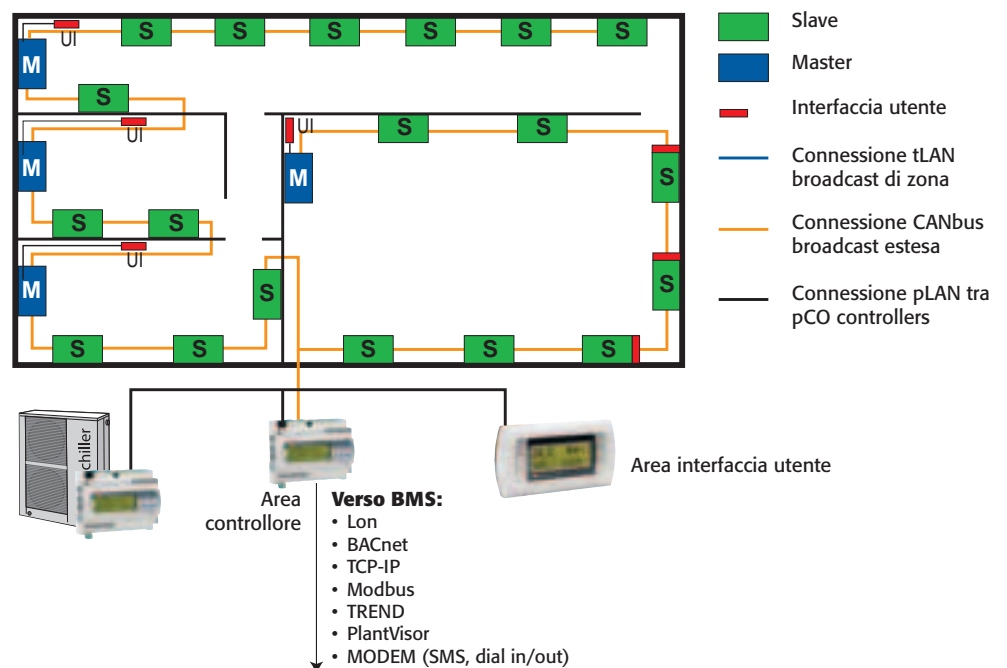 UI S S S S S S
M
S
UI
M
S S
UI
M
S
S S
UI S S
M
S
S
S S S
Slave
Master
Interfaccia utente
Connessione tLAN
broadcast di zona
Connessione CANbus
broadcast estesa
Connessione pLAN tra
pCO controllers
chiller
Area
controllore
Verso BMS:
• Lon
• BACnet
• TCP-IP
• Modbus
• TREND
• PlantVisor
• MODEM (SMS, dial in/out)
Area interfaccia utente